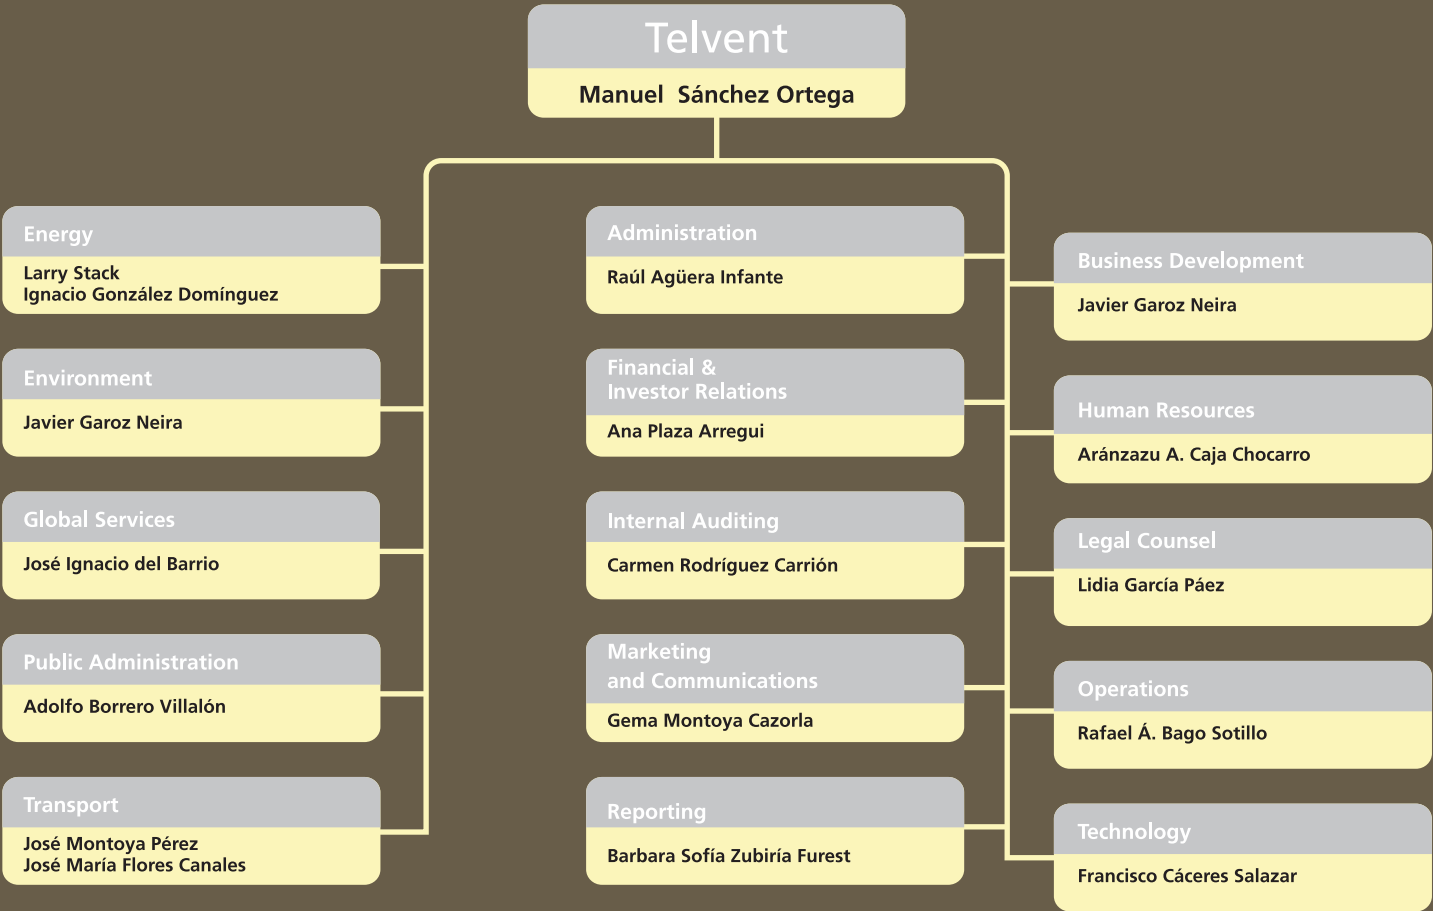 Telvent
Manuel Sánchez Ortega
Energy
Larry Stack
Ignacio González Domínguez
Environment
Javier Garoz Neira
Global Services
José Ignacio del Barrio
Public Administration
Adolfo Borrero Villalón
Transport
José Montoya Pérez
José María Flores Canales
Administration
Raúl Agüera Infante
Financial &
Investor Relations
Ana Plaza Arregui
Internal Auditing
Carmen Rodríguez Carrión
Marketing
and Communications
Gema Montoya Cazorla
Reporting
Barbara Sofía Zubiría Furest
Business Development
Javier Garoz Neira
Human Resources
Aránzazu A. Caja Chocarro
Legal Counsel
Lidia García Páez
Operations
Rafael Á. Bago Sotillo
Technology
Francisco Cáceres Salazar